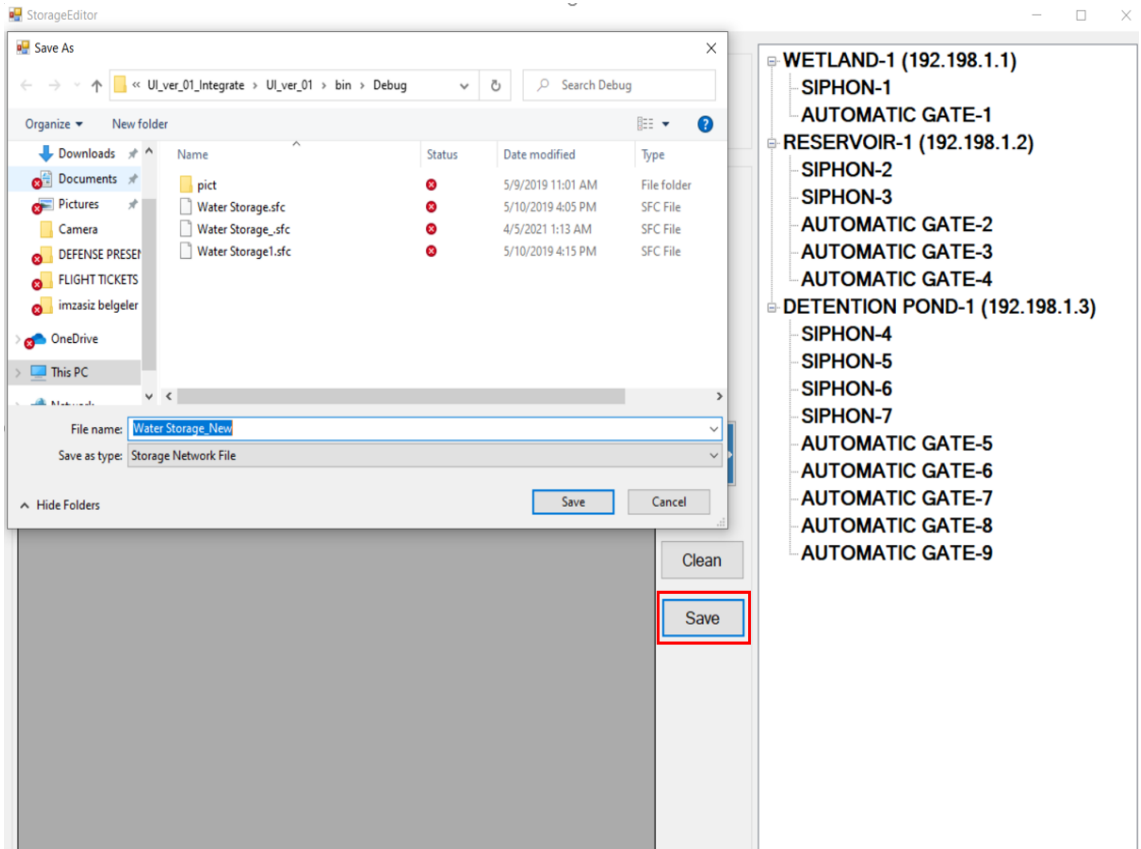 StorageEditor
Save As
« UI_ver_01_Integrate › UI_ver_01 › bin › Debug
Search Debug
Organize
New folder
Downloads
Documents
Pictures
Camera
DEFENSE PRESEN
FLIGHT TICKETS
imzasiz belgeler
OneDrive
This PC
Network
Name Status Date modified Type
pict 5/9/2019 11:01 AM File folder
Water Storage.sfc 5/10/2019 4:05 PM SFC File
Water Storage_.sfc 4/5/2021 1:13 AM SFC File
Water Storage1.sfc 5/10/2019 4:15 PM SFC File
File name: Water Storage_New
Save as type: Storage Network File
Hide Folders
Save
Cancel
Clean
Save
WETLAND-1 (192.198.1.1)
SIPHON-1
AUTOMATIC GATE-1
RESERVOIR-1 (192.198.1.2)
SIPHON-2
SIPHON-3
AUTOMATIC GATE-2
AUTOMATIC GATE-3
AUTOMATIC GATE-4
DETENTION POND-1 (192.198.1.3)
SIPHON-4
SIPHON-5
SIPHON-6
SIPHON-7
AUTOMATIC GATE-5
AUTOMATIC GATE-6
AUTOMATIC GATE-7
AUTOMATIC GATE-8
AUTOMATIC GATE-9